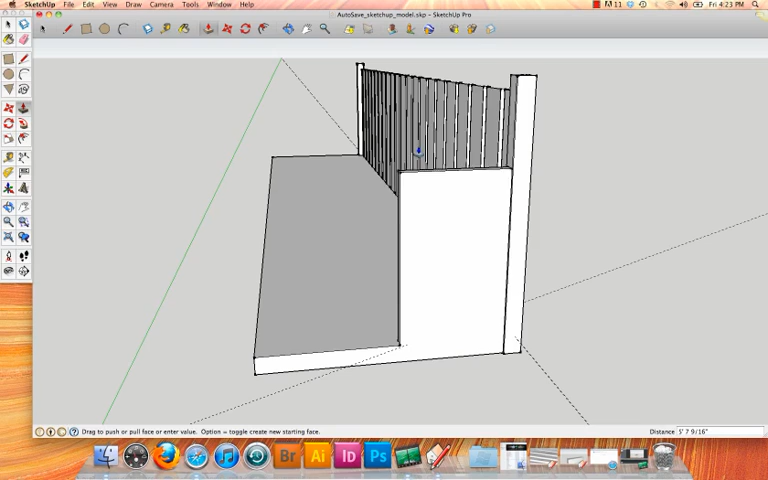 SketchUp File Edit View Draw Camera Tools Window Help 11 Fri 4:23 PM
AutoSave_sketchup_model.skp - SketchUp Pro
Drag to push or pull face or enter value. Option = toggle create new starting face. Distance 5' 7 9/16"
Br Ai Id Ps